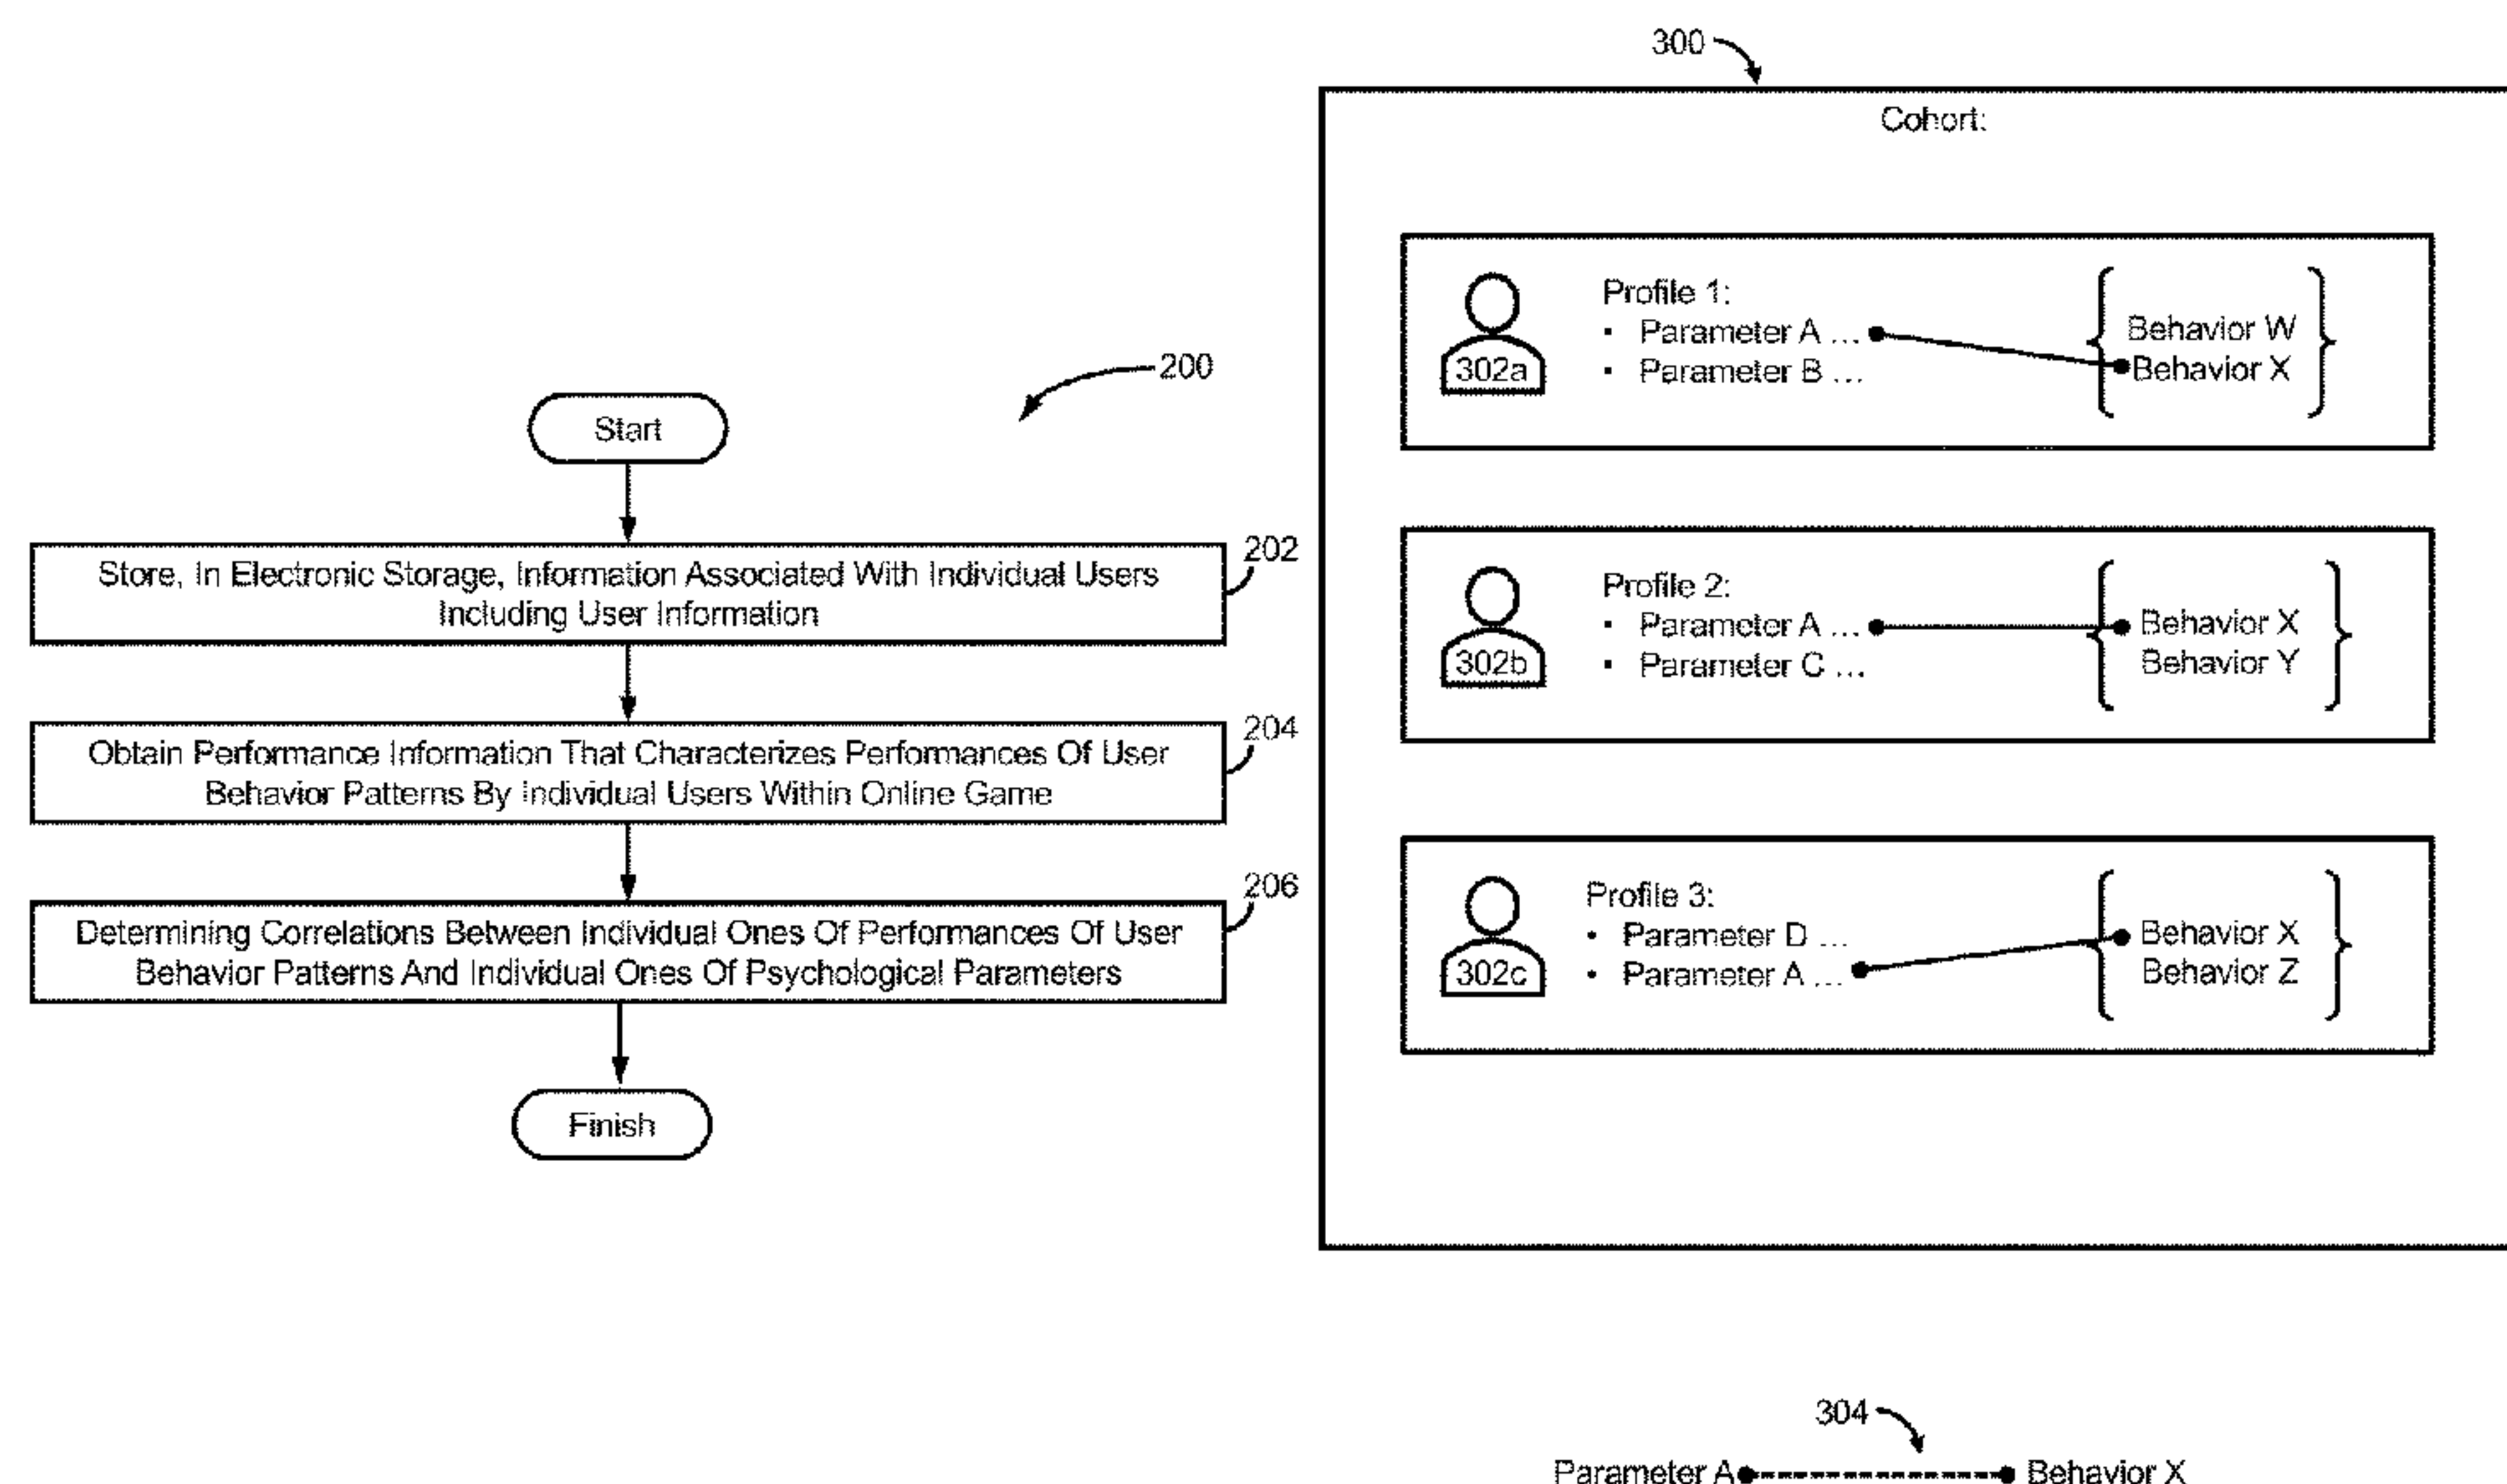 200
Start
202
Store, In Electronic Storage, Information Associated With Individual Users
Including User Information
204
Obtain Performance Information That Characterizes Performances Of User
Behavior Patterns By Individual Users Within Online Game
206
Determining Correlations Between Individual Ones Of Performances Of User
Behavior Patterns And Individual Ones Of Psychological Parameters
Finish
300
Cohort:
302a
Profile 1:
▪ Parameter A ...
▪ Parameter B ...
Behavior W
Behavior X
302b
Profile 2:
▪ Parameter A ...
▪ Parameter C ...
Behavior X
Behavior Y
302c
Profile 3:
• Parameter D ...
• Parameter A ...
Behavior X
Behavior Z
304
Parameter A
Behavior X